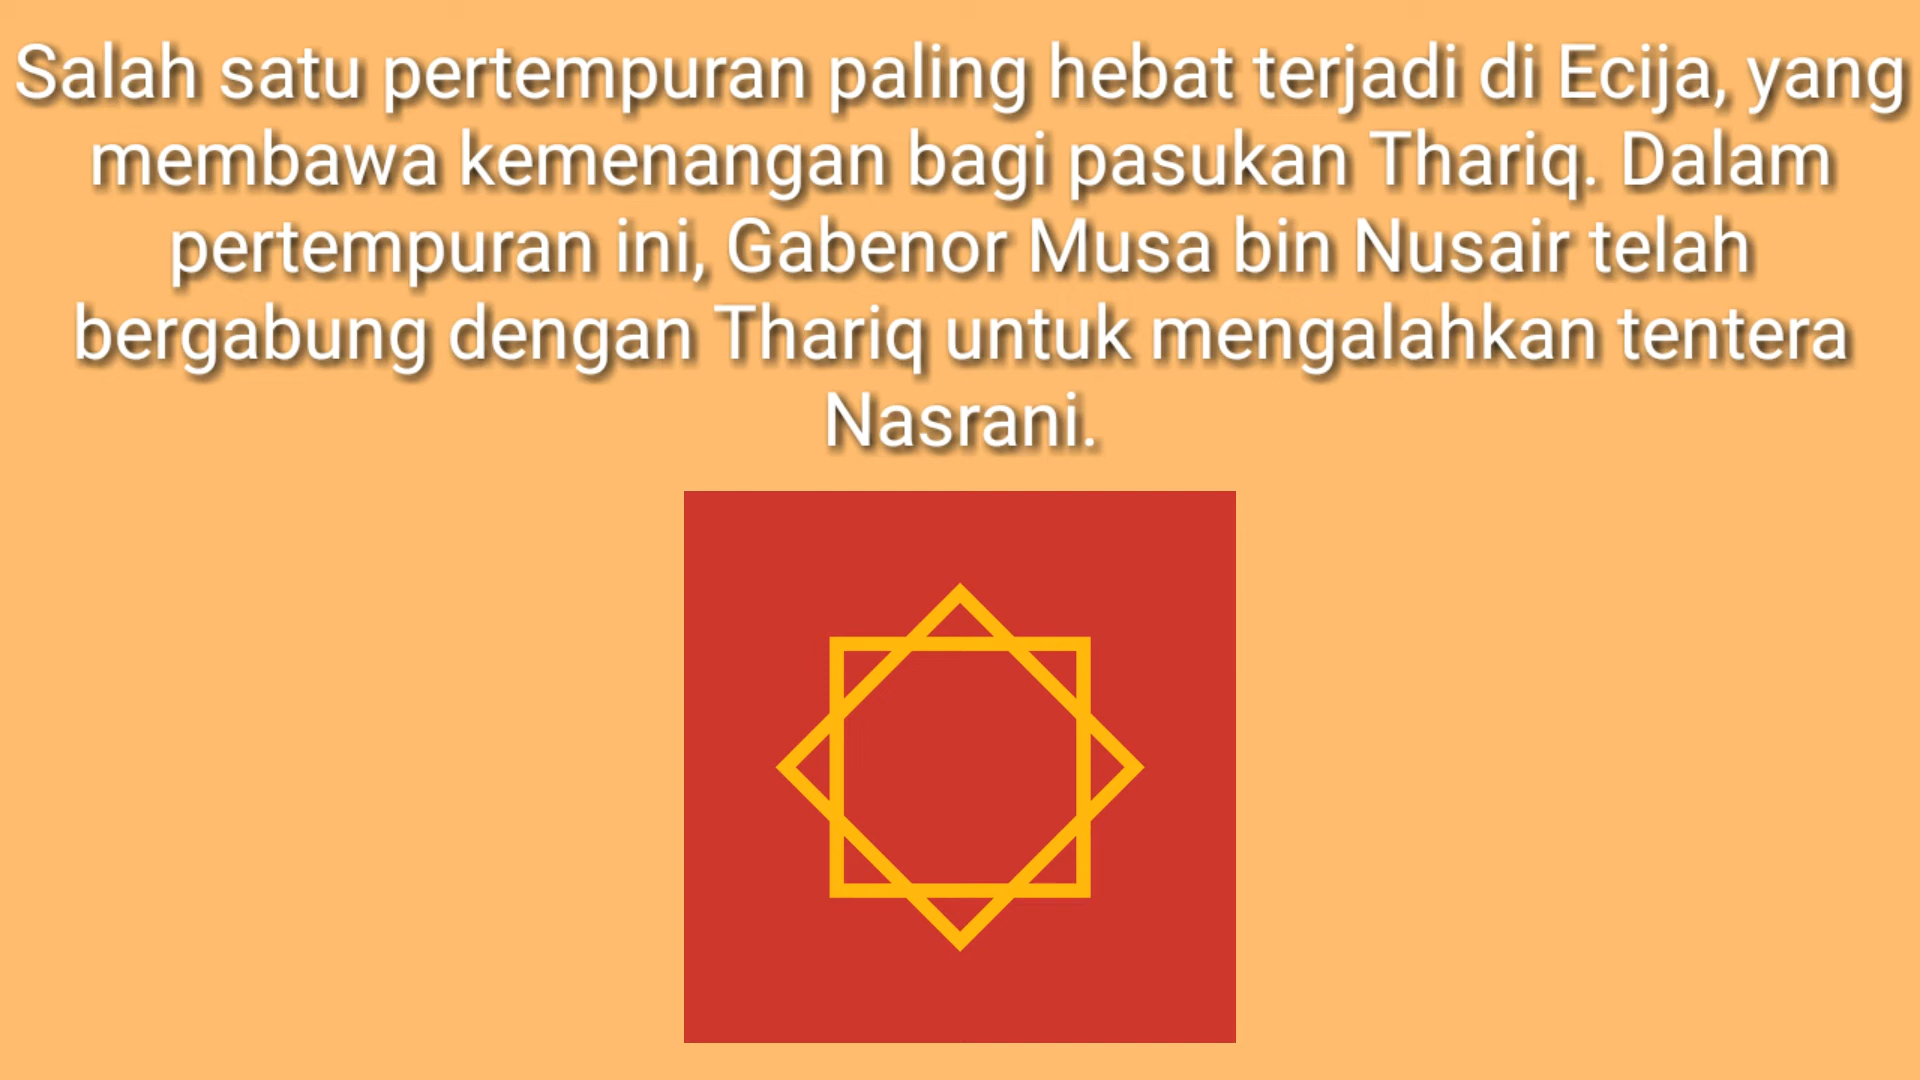 Salah satu pertempuran paling hebat terjadi di Ecija, yang
membawa kemenangan bagi pasukan Thariq. Dalam
pertempuran ini, Gabenor Musa bin Nusair telah
bergabung dengan Thariq untuk mengalahkan tentera
Nasrani.